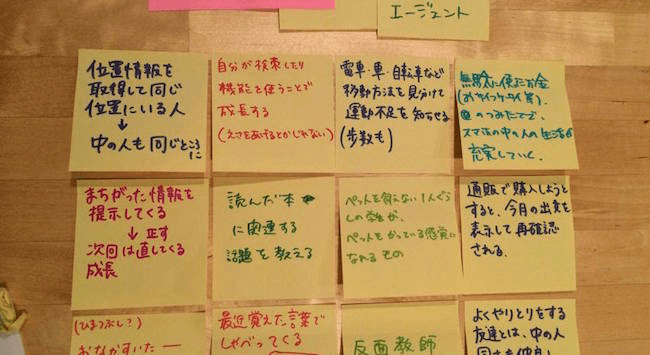 エージェント
位置情報を
取得して同じ
位置にいる人
↓
中の人も同じところに
自分が検索したり
機能を使うことで
成長する
(えさをあげるとかじゃない)
電車・車・自転車など
移動方法を見分けて
運動不足を知らせる
(歩数も)
無駄に使ったお金
(おサイフケータイ等)
のつみたてで、
スマホの中の人の生活が
充実していく。
まちがった情報を
提示してくる
→正す
次回は直してくる
成長
読んだ本
に関連する
話題を教える
ペットを飼えない1人ぐらしの学生が、
ペットをかっている感覚に
なれるもの
通販で購入しようと
すると、今月の出費を
表示して再確認
される。
(ひまつぶし?)
おなかすいたー
最近覚えた言葉で
しゃべってくる
反面教師
よくやりとりをする
友達とは、中の人